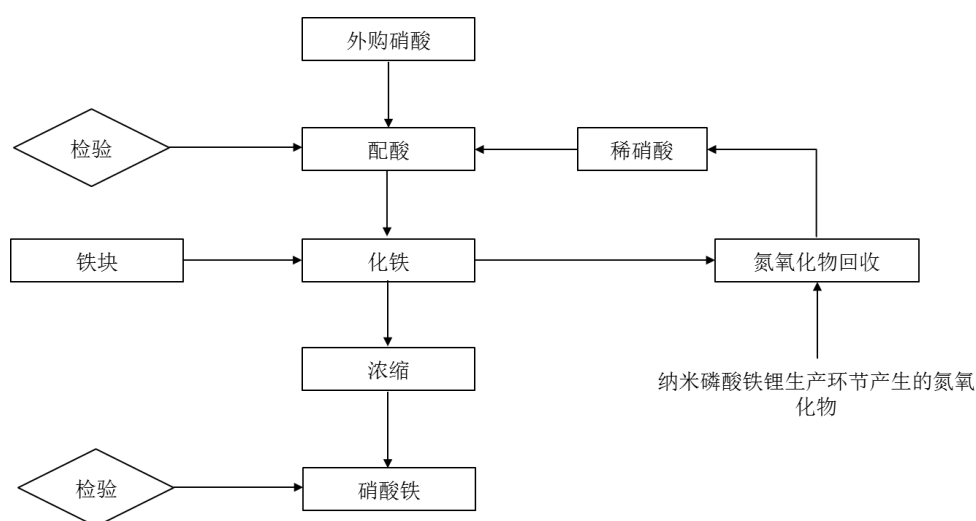 外购硝酸
检验
配酸
稀硝酸
铁块
化铁
氮氧化物回收
浓缩
纳米磷酸铁锂生产环节产生的氮氧
化物
检验
硝酸铁